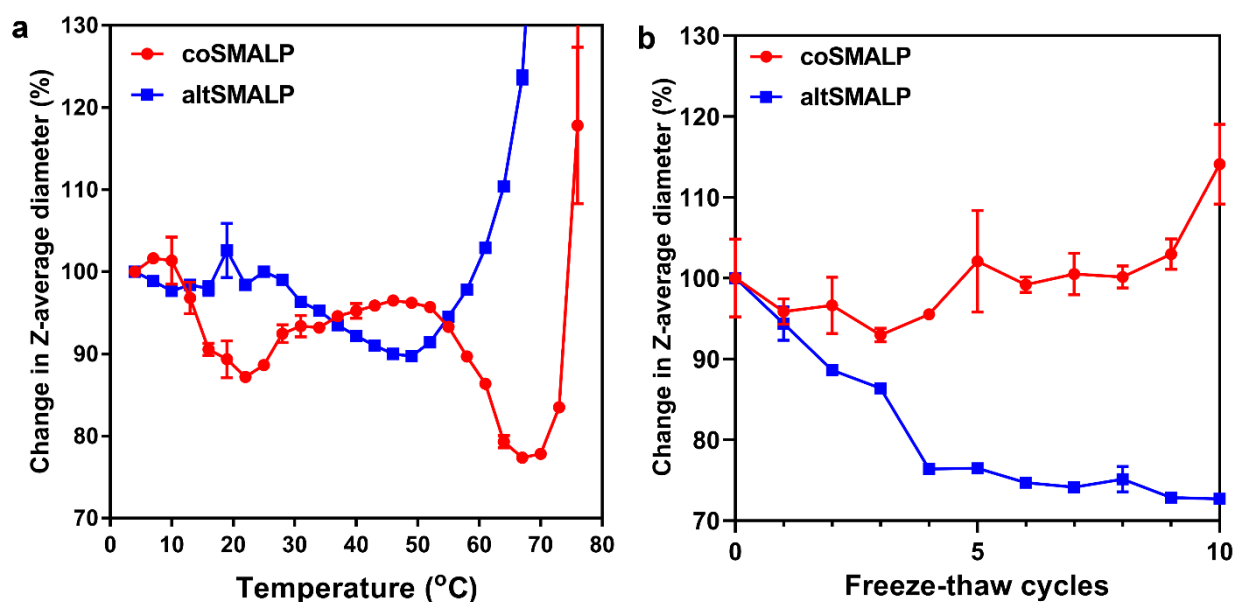 a
coSMALP
altSMALP
Change in Z-average diameter (%)
130
120
110
100
90
80
70
0
10
20
30
40
50
60
70
80
Temperature (°C)
b
coSMALP
altSMALP
Change in Z-average diameter (%)
130
120
110
100
90
80
70
0
5
10
Freeze-thaw cycles